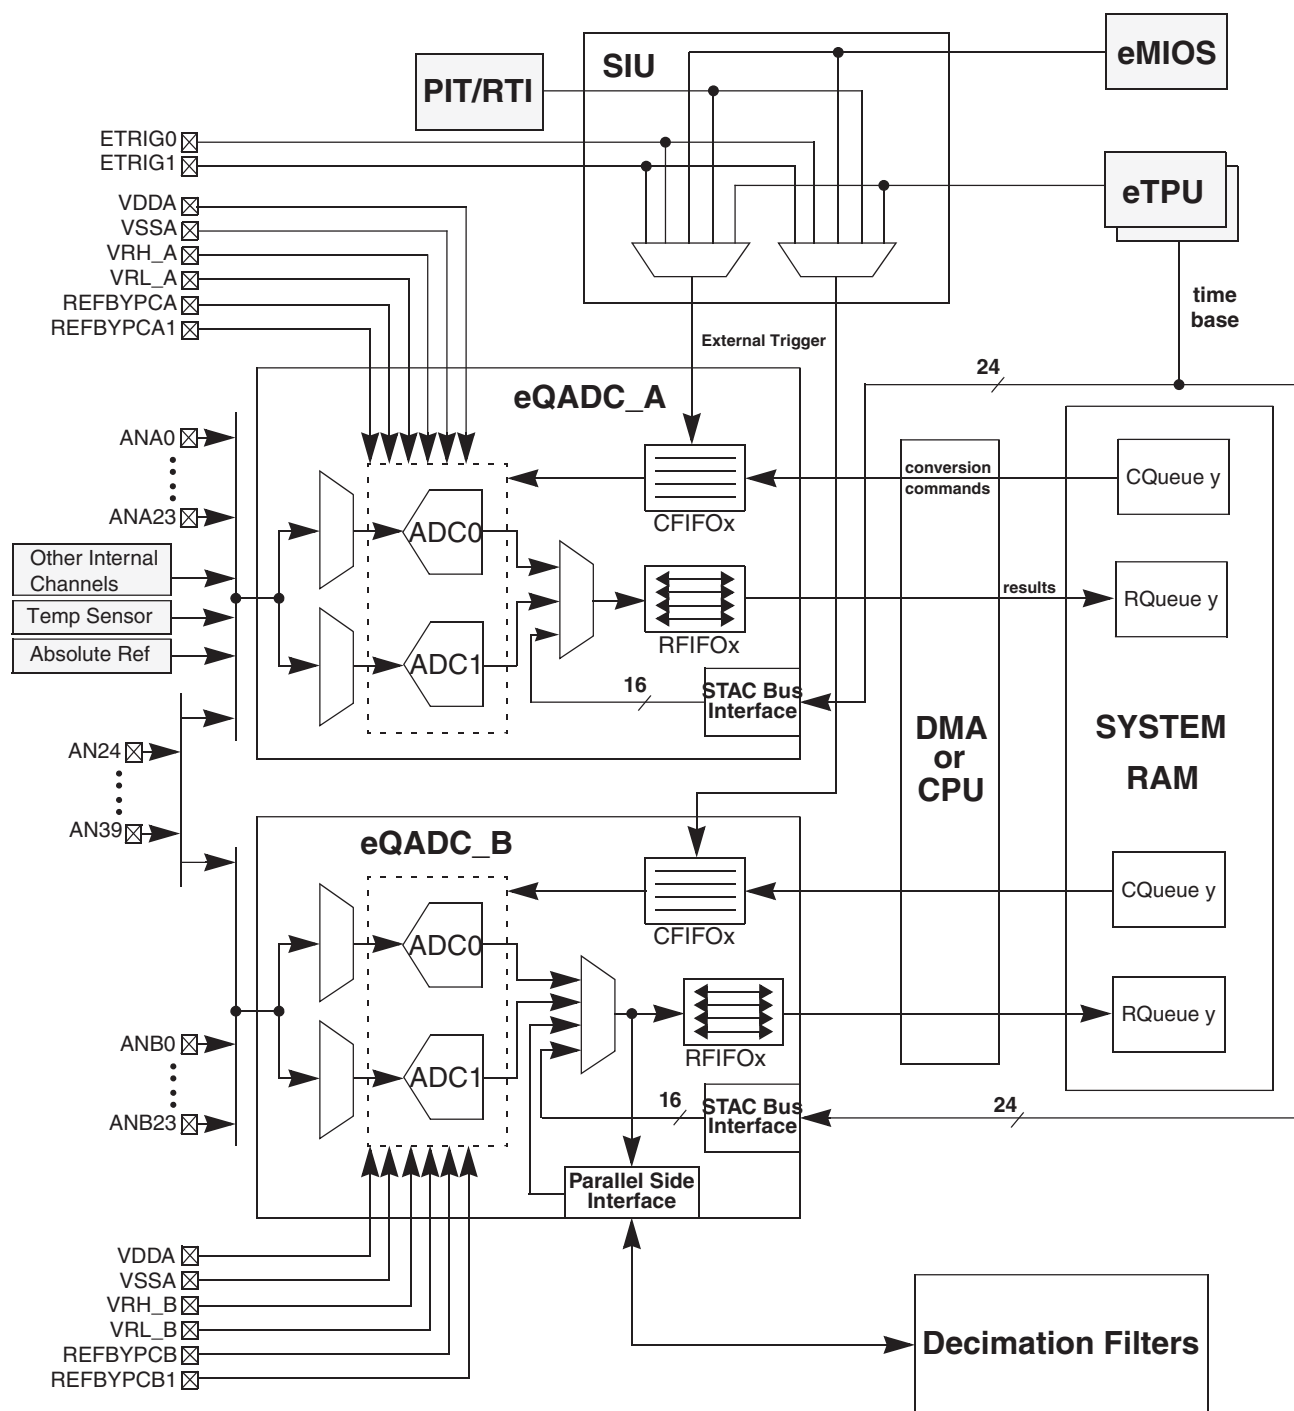 SIU
eMIOS
PIT/RTI
ETRIG0
ETRIG1
eTPU
VDDA
VSSA
VRH_A
VRL_A
REFBYPCA
REFBYPCA1
time
base
External Trigger
24
eQADC_A
ANA0
ANA23
conversion
commands
CQueue y
CFIFOx
ADC0
Other Internal
Channels
Temp Sensor
Absolute Ref
results
RQueue y
RFIFOx
ADC1
16
STAC Bus
Interface
DMA
or
CPU
SYSTEM
RAM
AN24
AN39
eQADC_B
CQueue y
CFIFOx
ADC0
RQueue y
RFIFOx
ANB0
ANB23
ADC1
16
STAC Bus
Interface
24
Parallel Side
Interface
VDDA
VSSA
VRH_B
VRL_B
REFBYPCB
REFBYPCB1
Decimation Filters